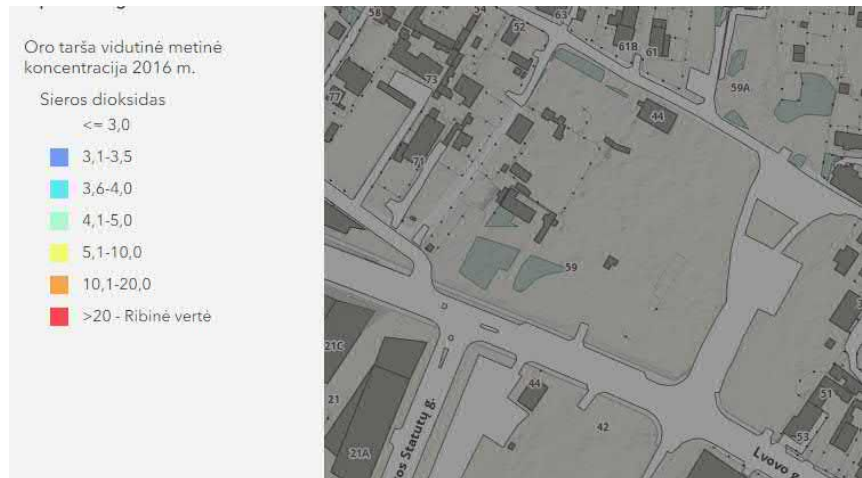 Oro tarša vidutinė metinė
koncentracija 2016 m.
Sieros dioksidas
<= 3,0
3,1-3,5
3,6-4,0
4,1-5,0
5,1-10,0
10,1-20,0
>20 - Ribinė vertė
58
54
63
52
61B
61
73
59A
77
44
71
59
21C
44
21
51
42
53
os Statutų g.
Lvovo g.
21A